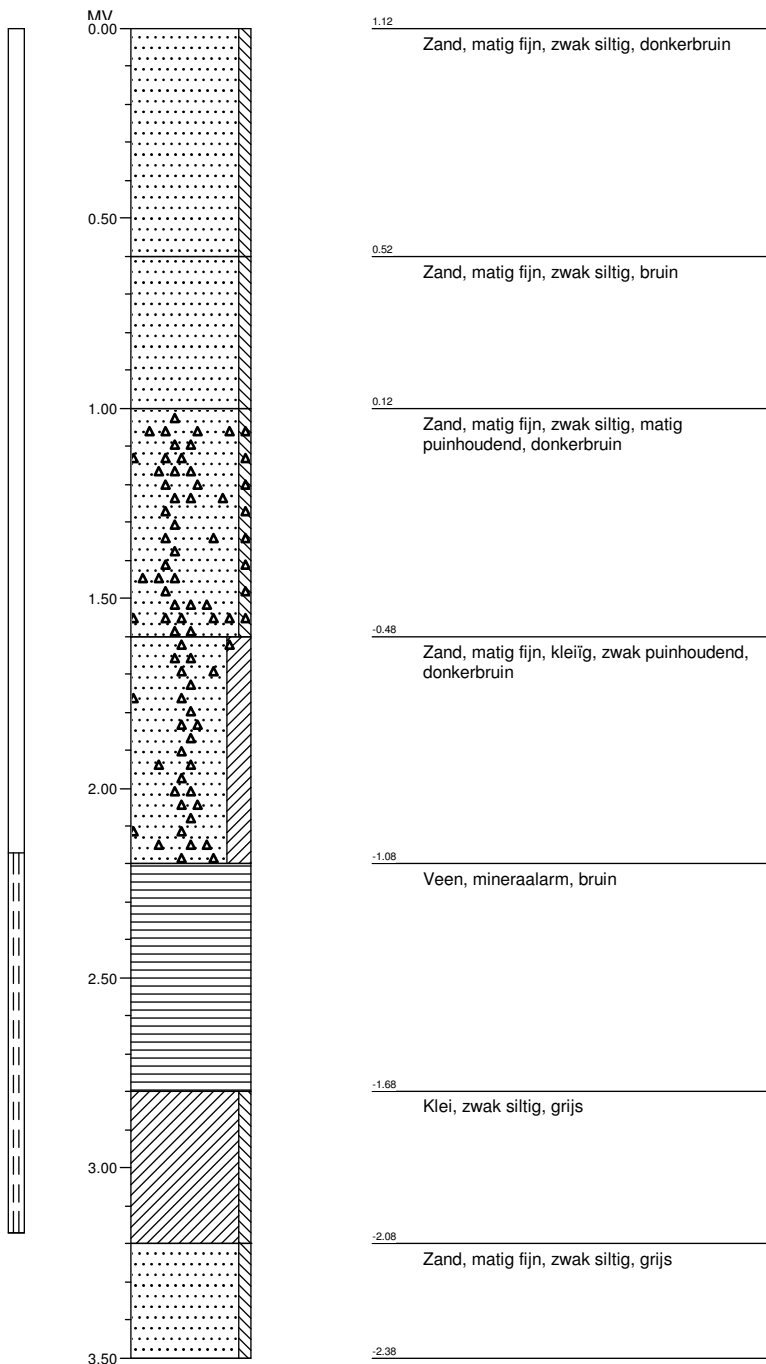 MV
0.00
1.12
Zand, matig fijn, zwak siltig, donkerbruin
0.50
0.52
Zand, matig fijn, zwak siltig, bruin
1.00
0.12
Zand, matig fijn, zwak siltig, matig
puinhoudend, donkerbruin
1.50
-0.48
Zand, matig fijn, kleiïg, zwak puinhoudend,
donkerbruin
2.00
-1.08
Veen, mineraalarm, bruin
2.50
-1.68
Klei, zwak siltig, grijs
3.00
-2.08
Zand, matig fijn, zwak siltig, grijs
3.50
-2.38